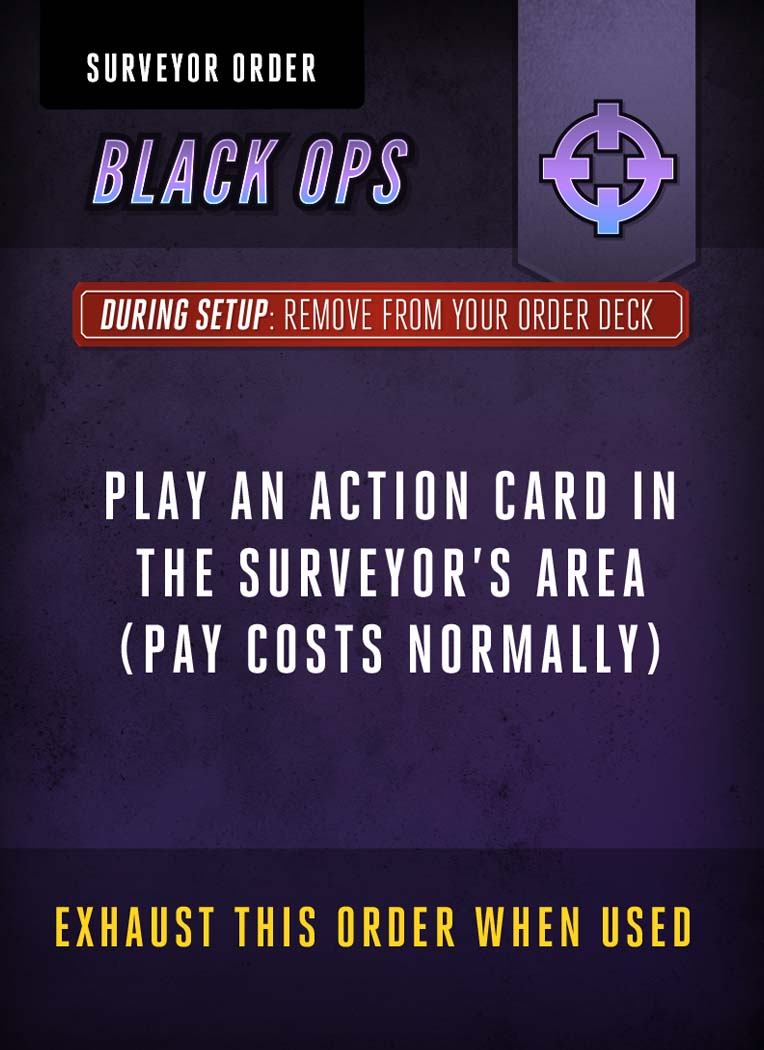 SURVEYOR ORDER
BLACK OPS
DURING SETUP: REMOVE FROM YOUR ORDER DECK
PLAY AN ACTION CARD IN
THE SURVEYOR'S AREA
(PAY COSTS NORMALLY)
EXHAUST THIS ORDER WHEN USED